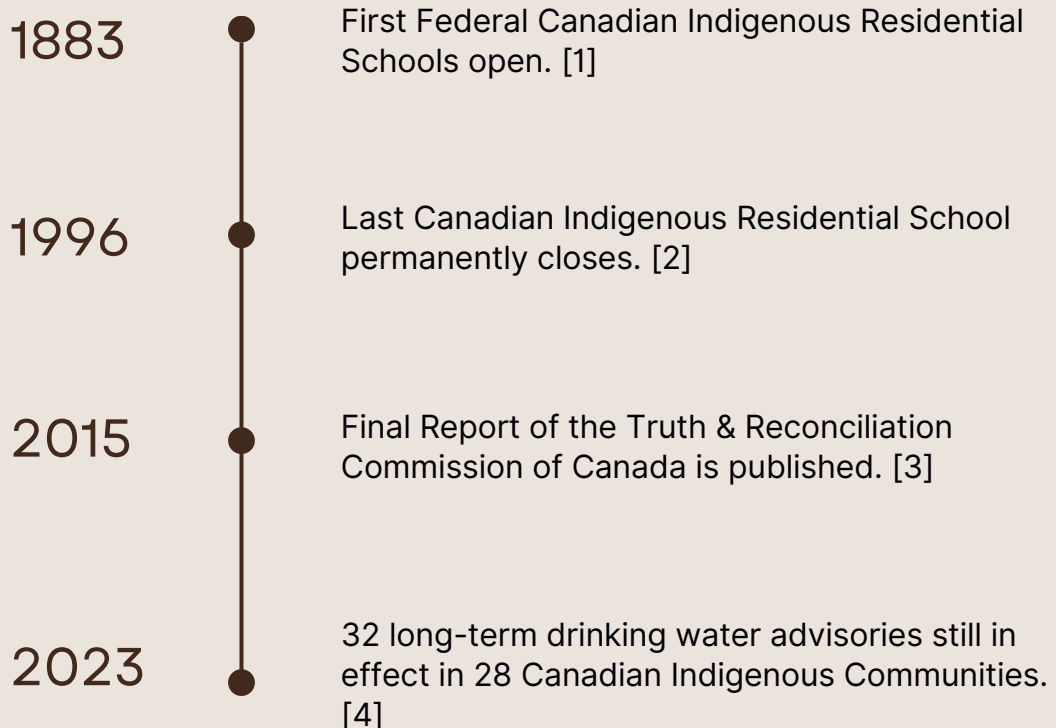 1883
First Federal Canadian Indigenous Residential
Schools open. [1]
1996
Last Canadian Indigenous Residential School
permanently closes. [2]
2015
Final Report of the Truth & Reconciliation
Commission of Canada is published. [3]
2023
32 long-term drinking water advisories still in
effect in 28 Canadian Indigenous Communities.
[4]